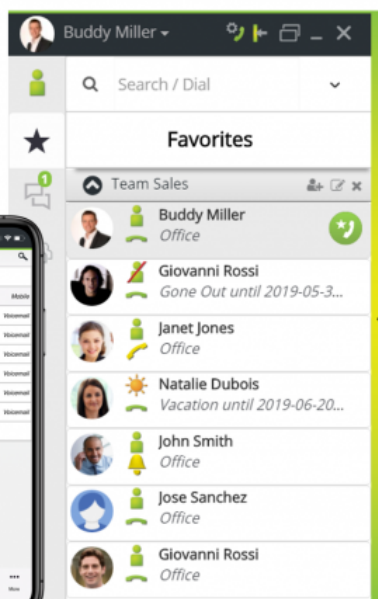 Buddy Miller
Search / Dial
Favorites
1
Team Sales
Buddy Miller
Office
Giovanni Rossi
Gone Out until 2019-05-3...
Janet Jones
Office
Natalie Dubois
Vacation until 2019-06-20...
John Smith
Office
Jose Sanchez
Office
Giovanni Rossi
Office
Mobile
Voicemail
Voicemail
Voicemail
Voicemail
Voicemail
Voicemail
More